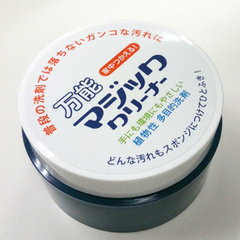 普段の洗剤では落ちないガンコな汚れに
家中つかえる！
万能
マジック
クリーナー
手にも環境にもやさしい
植物性 多目的洗剤
どんな汚れもスポンジにつけてひとふき！